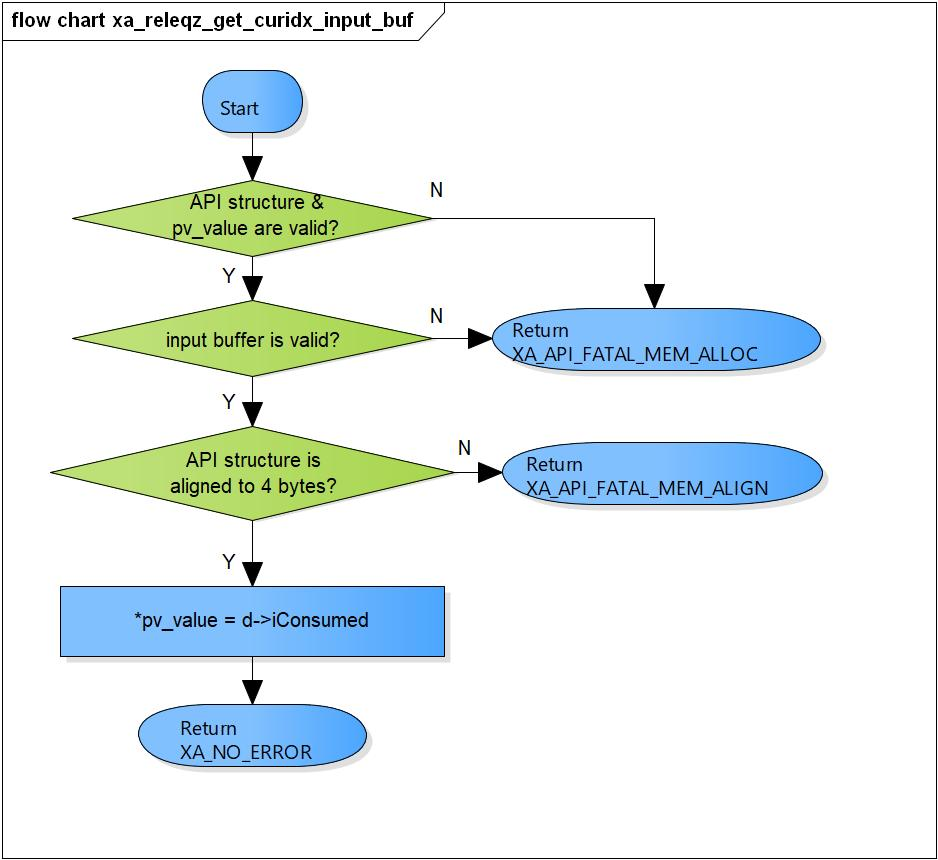 flow chart xa_releqz_get_curidx_input_buf
Start
API structure &
pv_value are valid?
N
Y
input buffer is valid?
N
Return
XA_API_FATAL_MEM_ALLOC
Y
API structure is
aligned to 4 bytes?
N
Return
XA_API_FATAL_MEM_ALIGN
Y
*pv_value = d->iConsumed
Return
XA_NO_ERROR